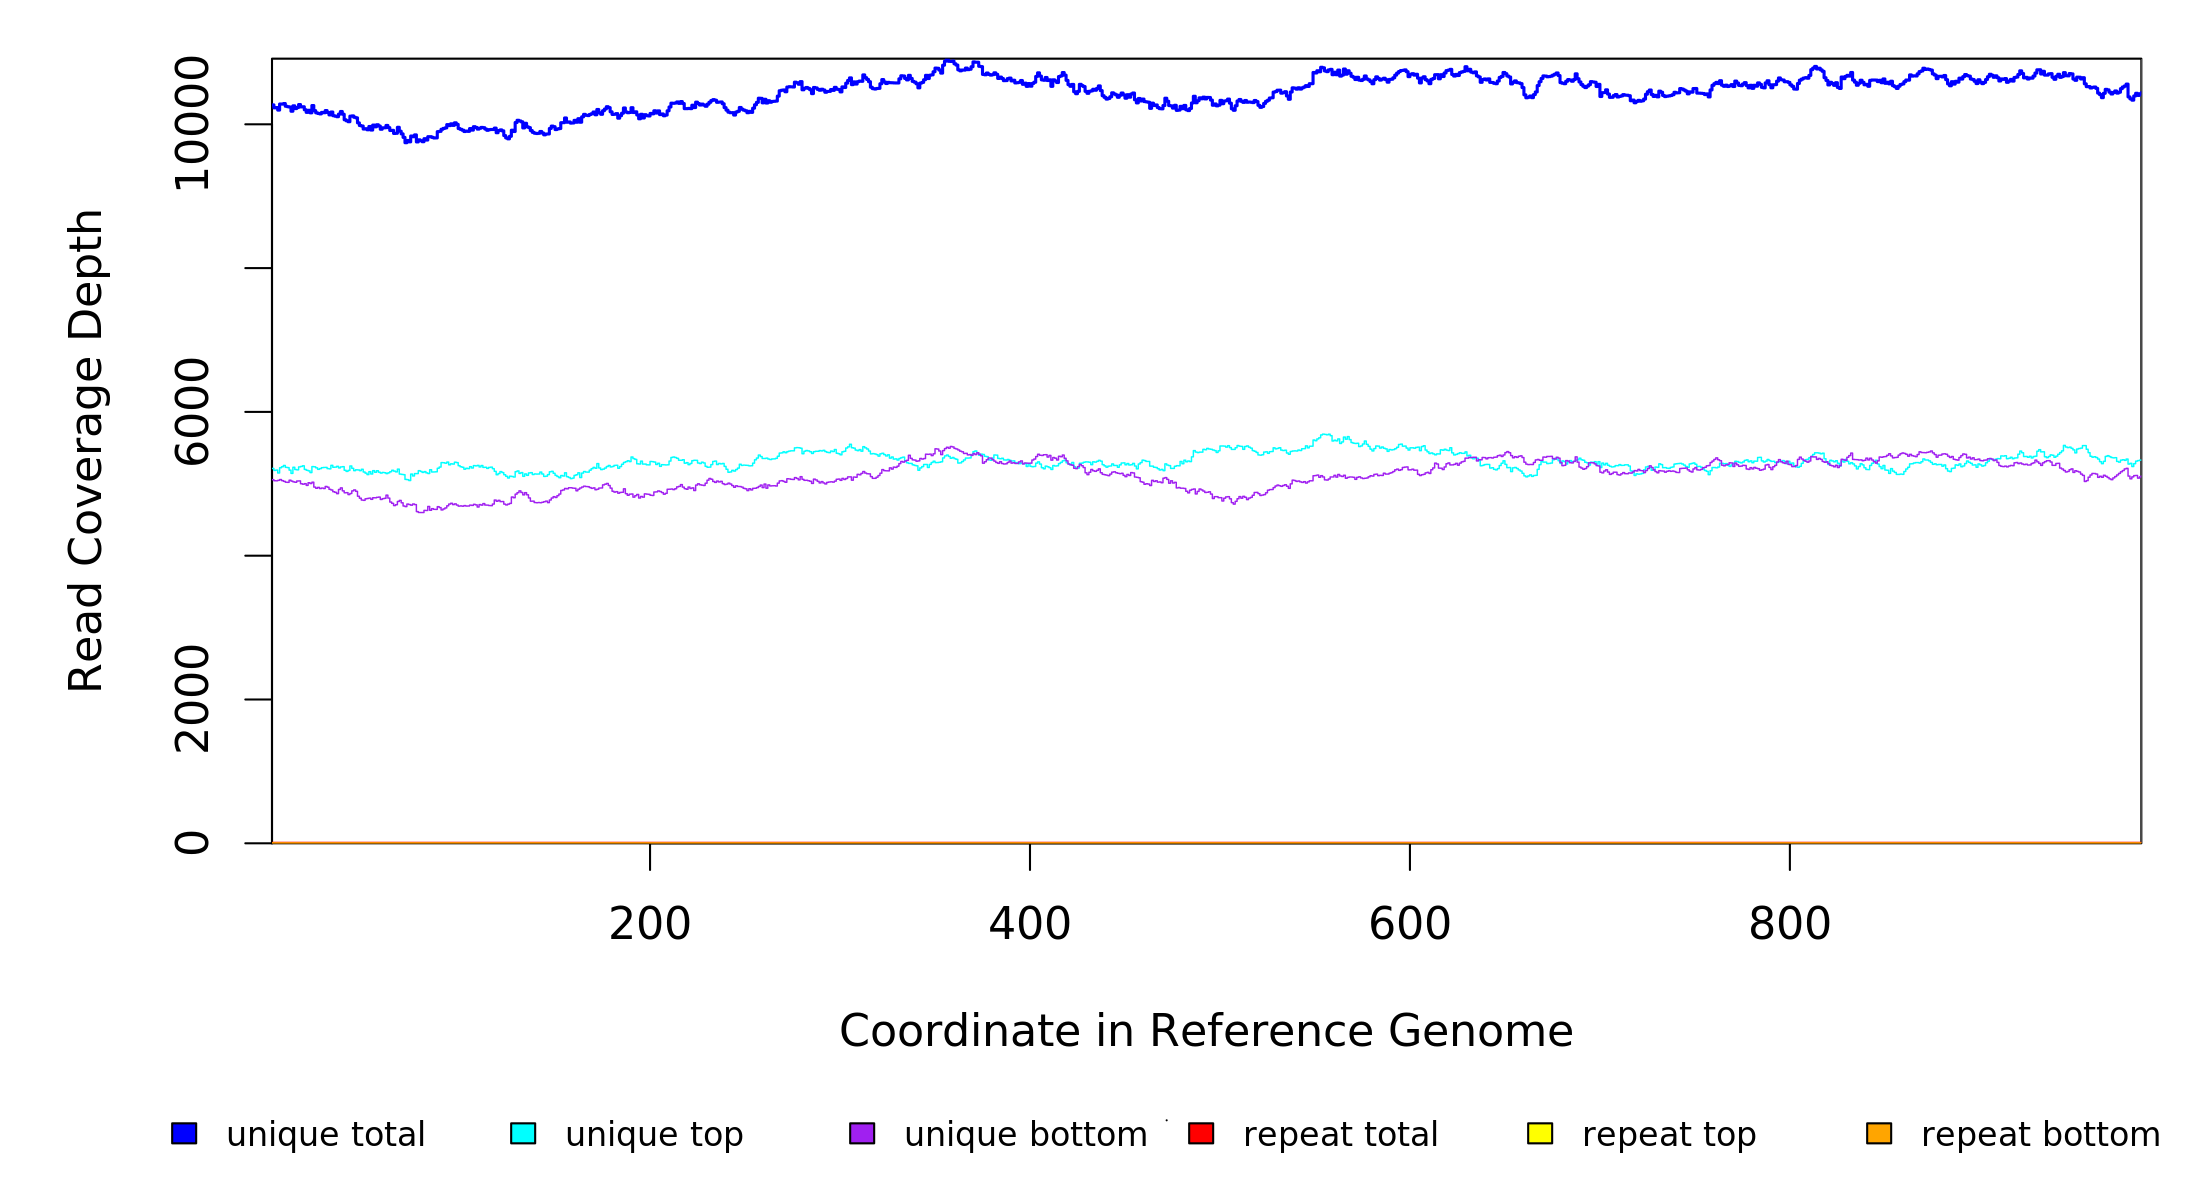 Read Coverage Depth
10000
6000
2000
0
200 400 600 800
Coordinate in Reference Genome
unique total unique top unique bottom repeat total repeat top repeat bottom